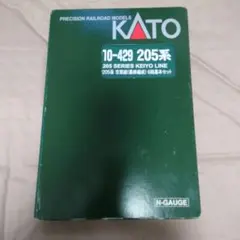 PRECISION RAILROAD MODELS
KATO
10-429 205系
205 SERIES KEIYO LINE
205系 京葉線(最終編成) 6両基本セット
N-GAUGE